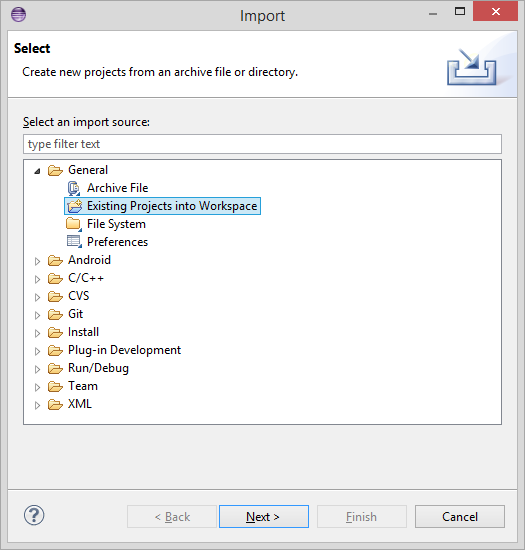 Import
Select
Create new projects from an archive file or directory.
Select an import source:
type filter text
General
Archive File
Existing Projects into Workspace
File System
Preferences
Android
C/C++
CVS
Git
Install
Plug-in Development
Run/Debug
Team
XML
< Back Next > Finish Cancel